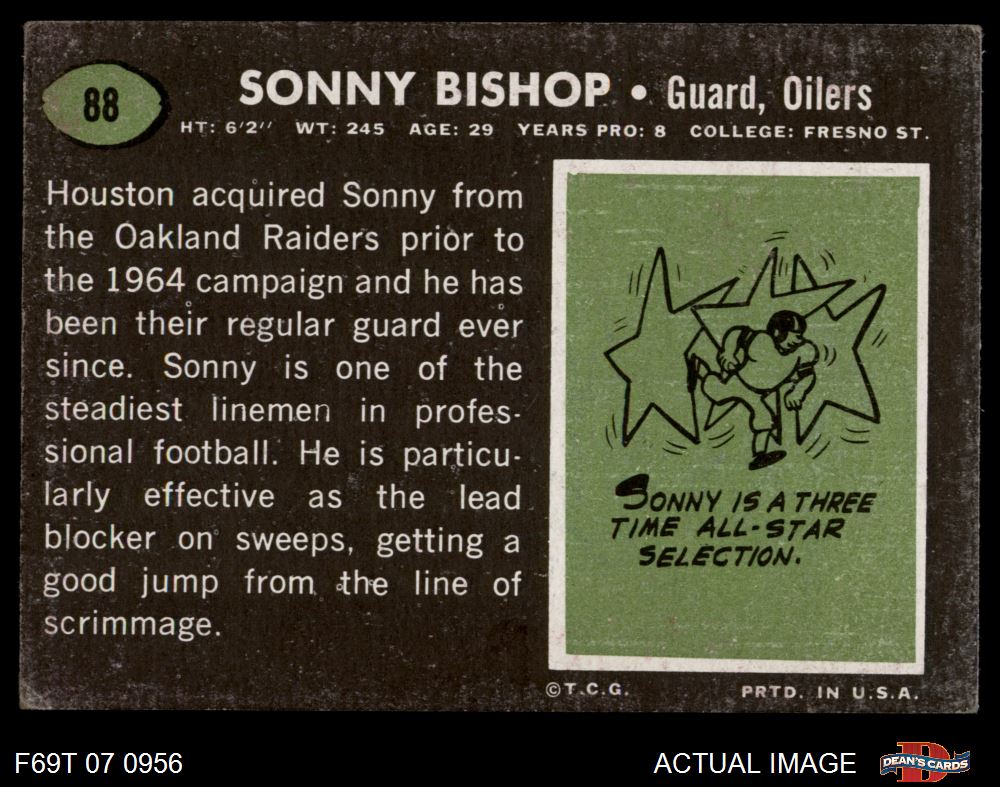 88
SONNY BISHOP • Guard, Oilers
HT: 6'2" WT: 245 AGE: 29 YEARS PRO: 8 COLLEGE: FRESNO ST.
Houston acquired Sonny from
the Oakland Raiders prior to
the 1964 campaign and he has
been their regular guard ever
since. Sonny is one of the
steadiest linemen in profes-
sional football. He is particu-
larly effective as the lead
blocker on sweeps, getting a
good jump from the line of
scrimmage.
SONNY IS A THREE
TIME ALL-STAR
SELECTION.
©T.C.G. PRTD. IN U.S.A.
F69T 07 0956 ACTUAL IMAGE DEAN'S CARDS